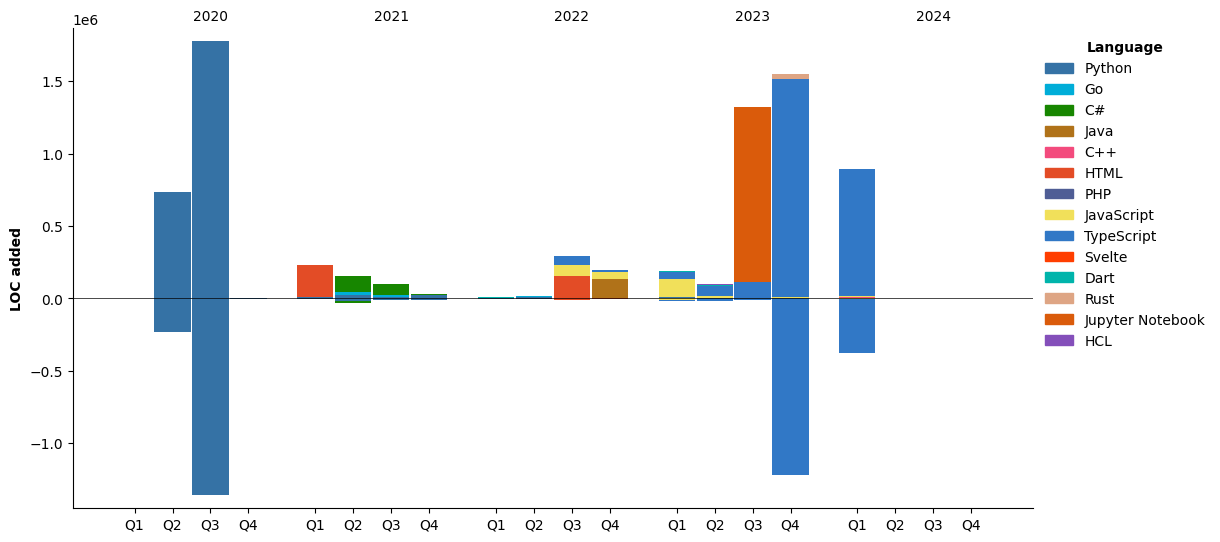 1e6
2020 2021 2022 2023 2024
LOC added
1.5
1.0
0.5
0.0
−0.5
−1.0
Q1 Q2 Q3 Q4 Q1 Q2 Q3 Q4 Q1 Q2 Q3 Q4 Q1 Q2 Q3 Q4 Q1 Q2 Q3 Q4
Language
Python
Go
C#
Java
C++
HTML
PHP
JavaScript
TypeScript
Svelte
Dart
Rust
Jupyter Notebook
HCL